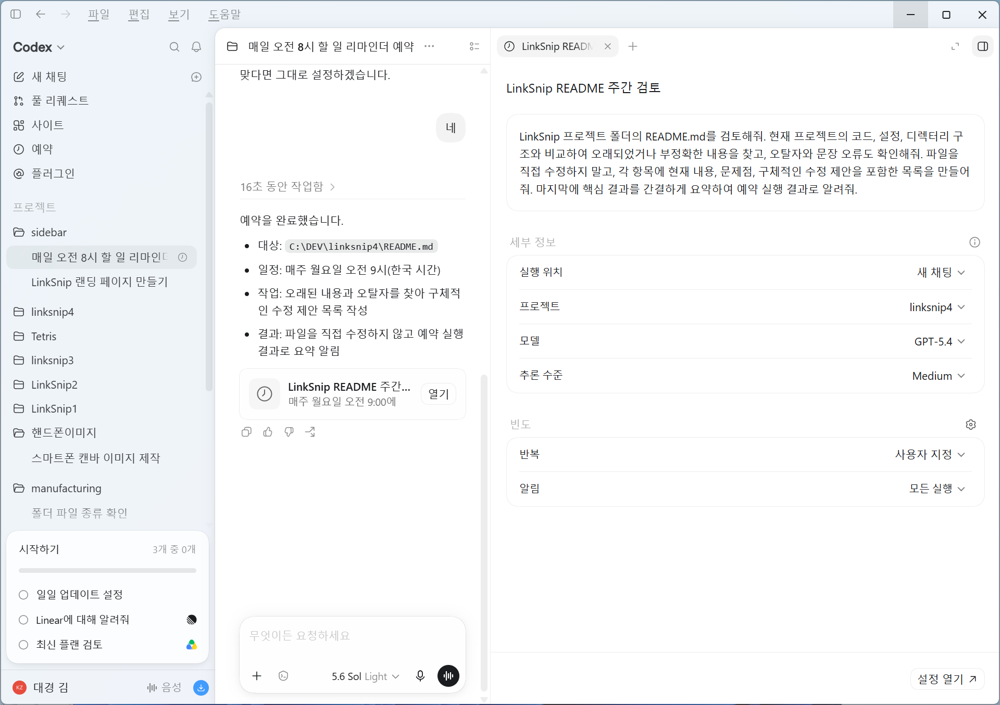 파일 편집 보기 도움말
Codex
새 채팅
풀 리퀘스트
사이트
예약
플러그인
프로젝트
sidebar
매일 오전 8시 할 일 리마인더
LinkSnip 랜딩 페이지 만들기
linksnip4
Tetris
linksnip3
LinkSnip2
LinkSnip1
핸드폰이미지
스마트폰 캔바 이미지 제작
manufacturing
폴더 파일 종류 확인
시작하기 3개 중 0개
일일 업데이트 설정
Linear에 대해 알려줘
최신 플랜 검토
KZ 대경 김 음성
매일 오전 8시 할 일 리마인더 예약 ···
맞다면 그대로 설정하겠습니다.
네
16초 동안 작업함
예약을 완료했습니다.
• 대상: C:\DEV\linksnip4\README.md
• 일정: 매주 월요일 오전 9시(한국 시간)
• 작업: 오래된 내용과 오탈자를 찾아 구체적
인 수정 제안 목록 작성
• 결과: 파일을 직접 수정하지 않고 예약 실행
결과로 요약 알림
LinkSnip README 주간...
매주 월요일 오전 9:00에
열기
무엇이든 요청하세요
5.6 Sol Light
LinkSnip READM
LinkSnip README 주간 검토
LinkSnip 프로젝트 폴더의 README.md를 검토해줘. 현재 프로젝트의 코드, 설정, 디렉터리 구
조와 비교하여 오래되었거나 부정확한 내용을 찾고, 오탈자와 문장 오류도 확인해줘. 파일을
직접 수정하지 말고, 각 항목에 현재 내용, 문제점, 구체적인 수정 제안을 포함한 목록을 만들어
줘. 마지막에 핵심 결과를 간결하게 요약하여 예약 실행 결과로 알려줘.
세부 정보
실행 위치 새 채팅
프로젝트 linksnip4
모델 GPT-5.4
추론 수준 Medium
빈도
반복 사용자 지정
알림 모든 실행
설정 열기